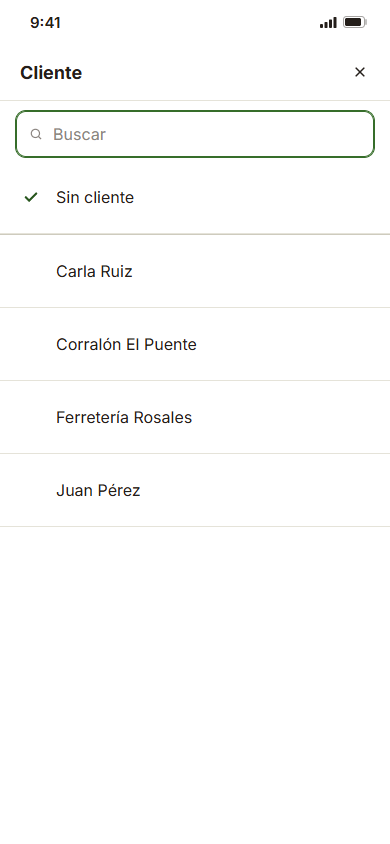 9:41
Cliente
Buscar
Sin cliente
Carla Ruiz
Corralón El Puente
Ferretería Rosales
Juan Pérez